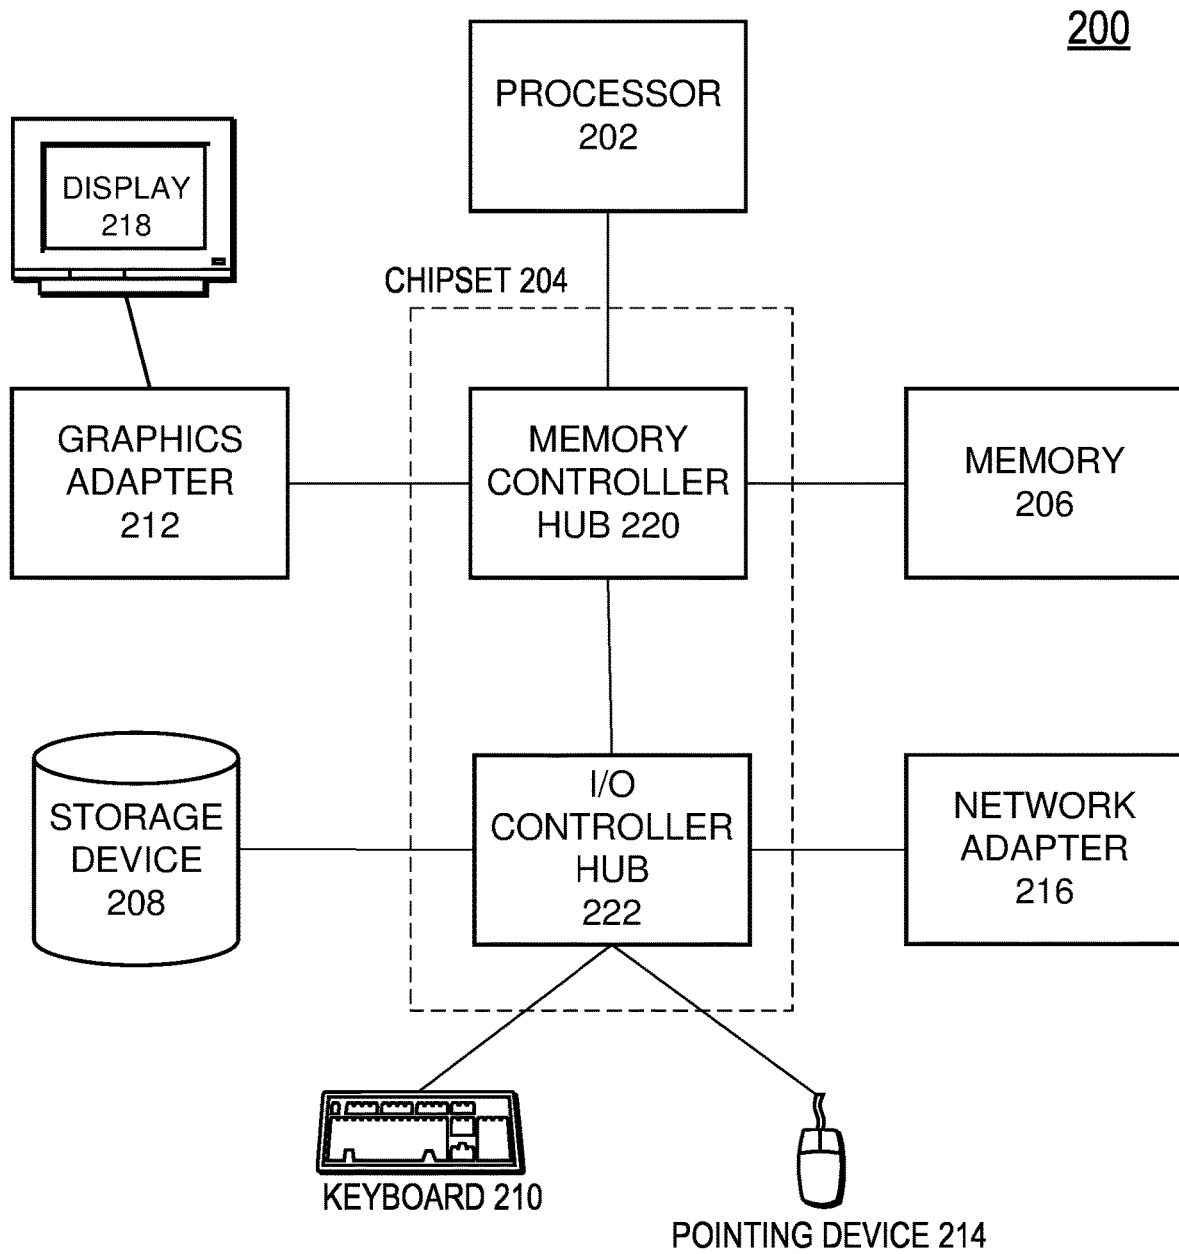 200
PROCESSOR
202
DISPLAY
218
CHIPSET 204
GRAPHICS
ADAPTER
212
MEMORY
CONTROLLER
HUB 220
MEMORY
206
STORAGE
DEVICE
208
I/O
CONTROLLER
HUB
222
NETWORK
ADAPTER
216
KEYBOARD 210
POINTING DEVICE 214